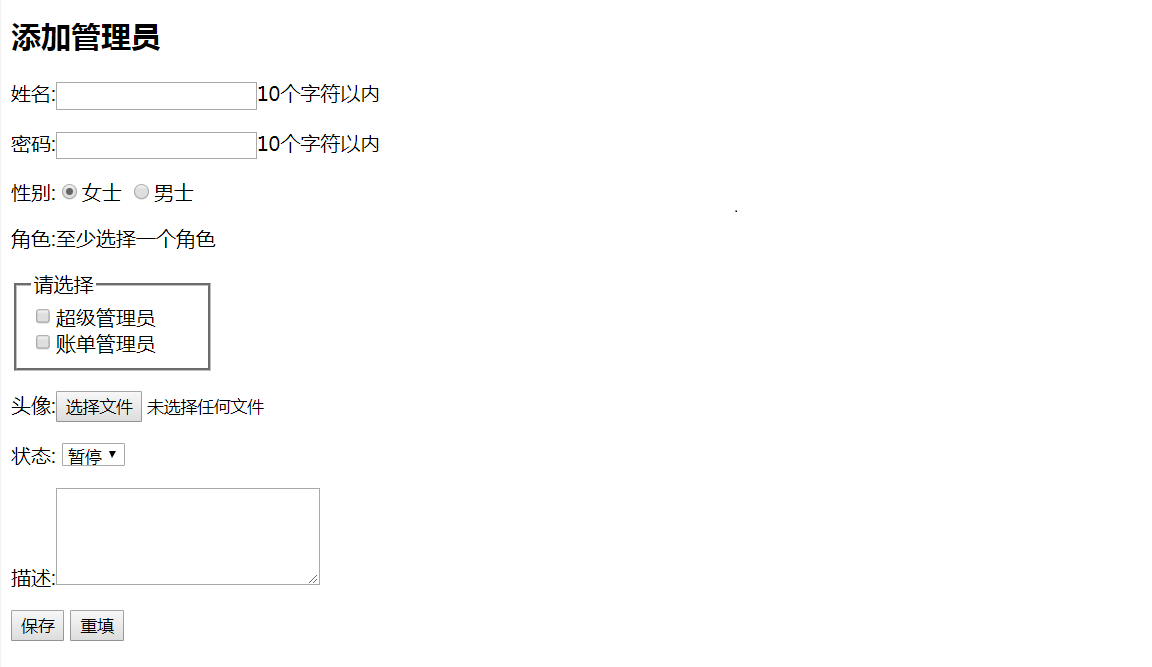 添加管理员
姓名:10个字符以内
密码:10个字符以内
性别: 女士 男士
角色:至少选择一个角色
请选择
超级管理员
账单管理员
头像:选择文件 未选择任何文件
状态: 暂停
描述:
保存 重填